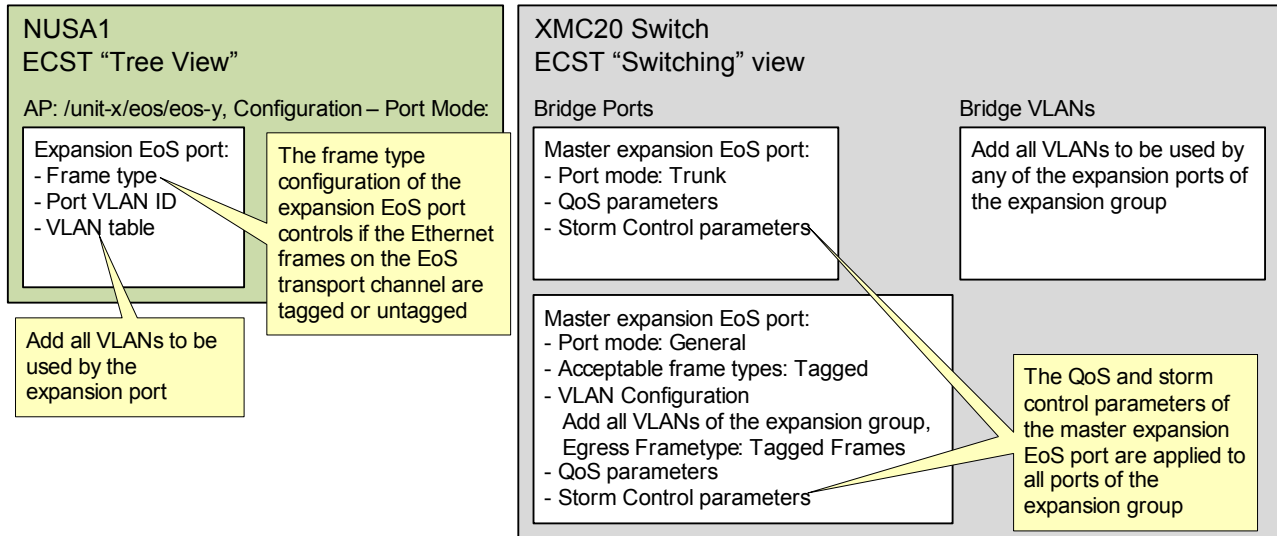 NUSA1
ECST “Tree View”
AP: /unit-x/eos/eos-y, Configuration – Port Mode:
Expansion EoS port:
- Frame type
- Port VLAN ID
- VLAN table
The frame type
configuration of the
expansion EoS port
controls if the Ethernet
frames on the EoS
transport channel are
tagged or untagged
Add all VLANs to be
used by the
expansion port
XMC20 Switch
ECST “Switching” view
Bridge Ports
Master expansion EoS port:
- Port mode: Trunk
- QoS parameters
- Storm Control parameters
Bridge VLANs
Add all VLANs to be used by
any of the expansion ports of
the expansion group
Master expansion EoS port:
- Port mode: General
- Acceptable frame types: Tagged
- VLAN Configuration
Add all VLANs of the expansion group,
Egress Frametype: Tagged Frames
- QoS parameters
- Storm Control parameters
The QoS and storm
control parameters of
the master expansion
EoS port are applied to
all ports of the
expansion group